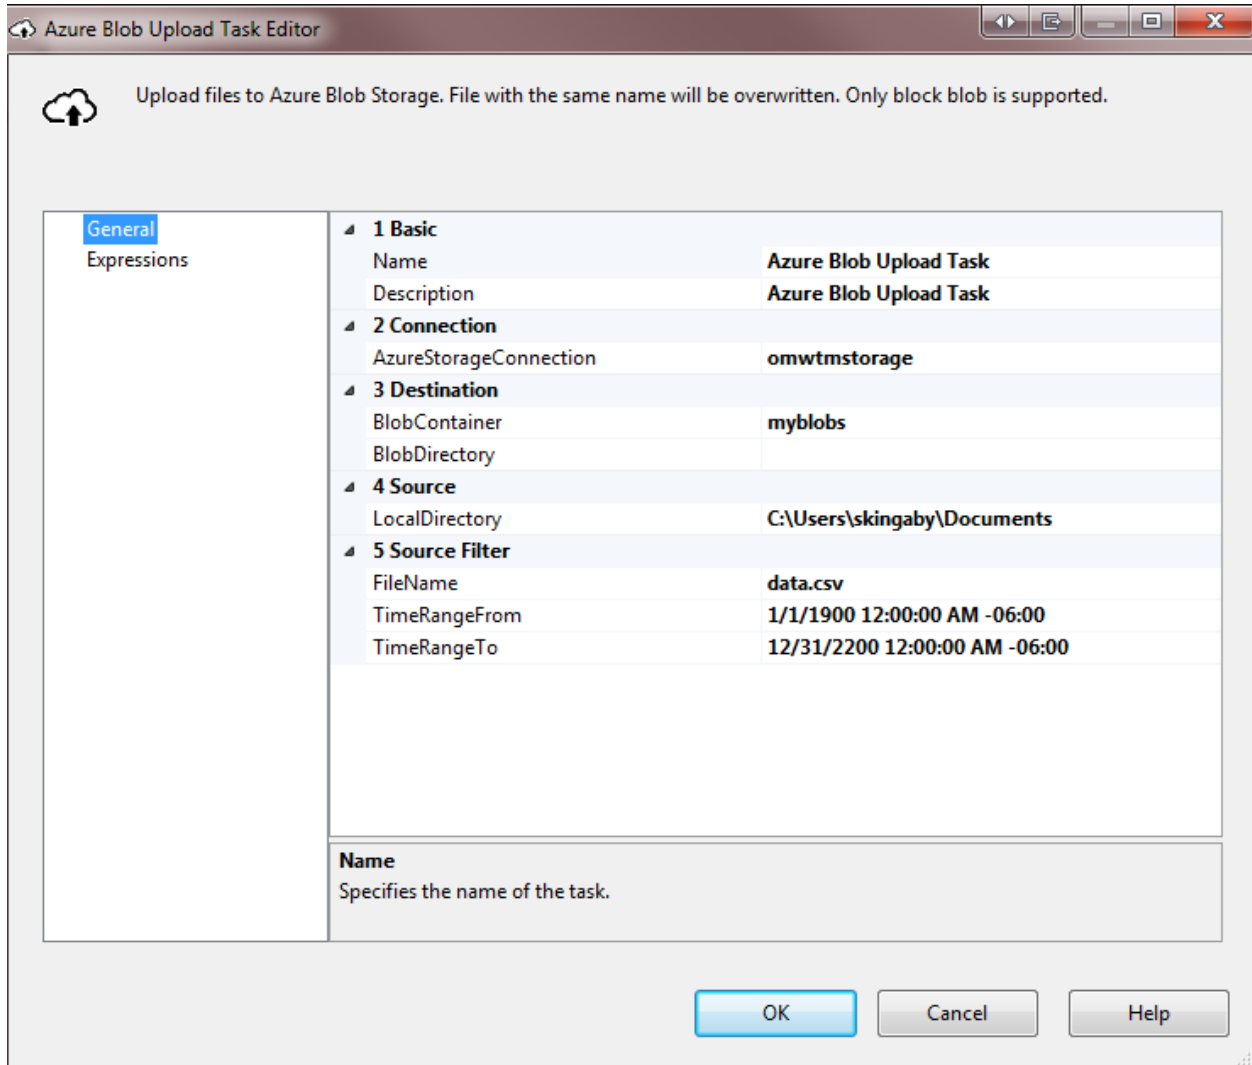 Azure Blob Upload Task Editor
Upload files to Azure Blob Storage. File with the same name will be overwritten. Only block blob is supported.
General
Expressions
1 Basic
Name Azure Blob Upload Task
Description Azure Blob Upload Task
2 Connection
AzureStorageConnection omwtmstorage
3 Destination
BlobContainer myblobs
BlobDirectory
4 Source
LocalDirectory C:\Users\skingaby\Documents
5 Source Filter
FileName data.csv
TimeRangeFrom 1/1/1900 12:00:00 AM -06:00
TimeRangeTo 12/31/2200 12:00:00 AM -06:00
Name
Specifies the name of the task.
OK Cancel Help